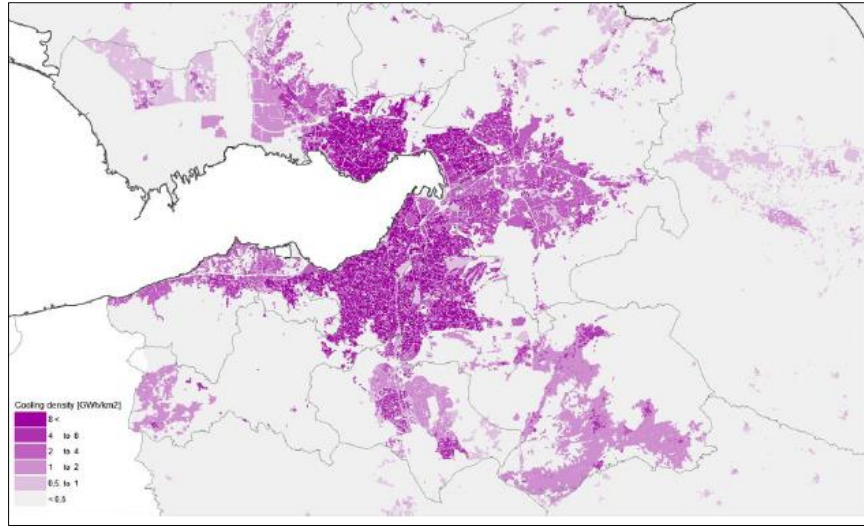 Cooling density [GWh/km2]
8 <
4 to 8
2 to 4
1 to 2
0,5 to 1
< 0,5